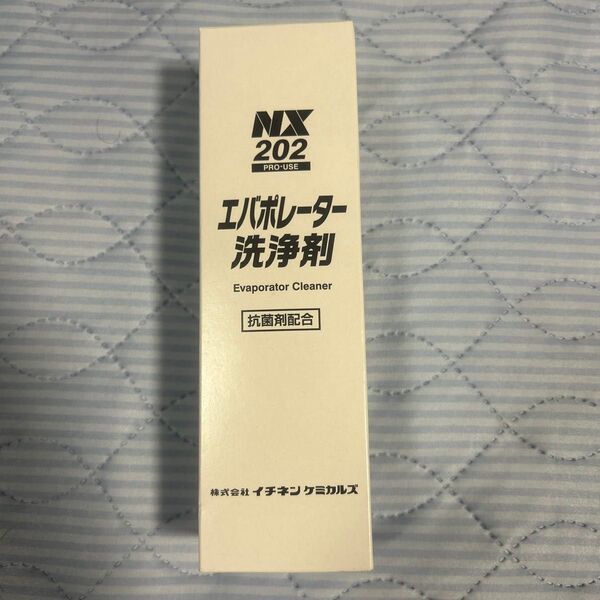 NX
202
PRO-USE
エバポレーター
洗浄剤
Evaporator Cleaner
抗菌剤配合
株式会社 イチネンケミカルズ